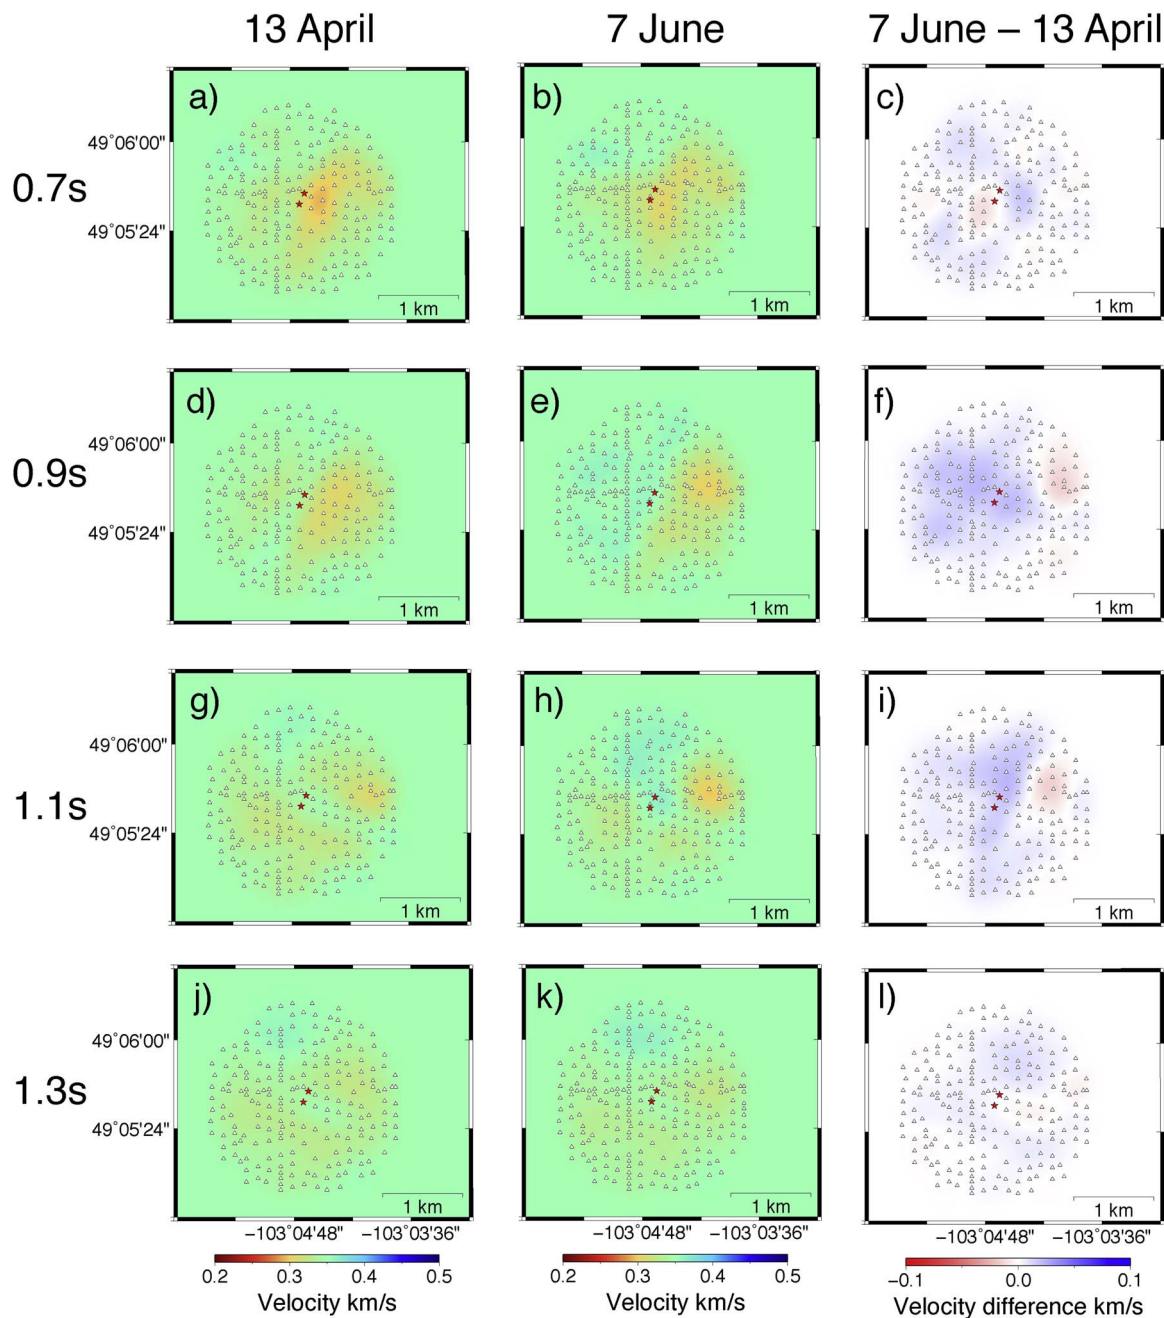 13 April 7 June 7 June – 13 April
a) b) c)
49˚06'00"
0.7s
49˚05'24"
1 km 1 km 1 km
d) e) f)
49˚06'00"
0.9s
49˚05'24"
1 km 1 km 1 km
g) h) i)
49˚06'00"
1.1s
49˚05'24"
1 km 1 km 1 km
j) k) l)
49˚06'00"
1.3s
49˚05'24"
1 km 1 km 1 km
−103˚04'48" −103˚03'36" −103˚04'48" −103˚03'36" −103˚04'48" −103˚03'36"
0.2 0.3 0.4 0.5 0.2 0.3 0.4 0.5 −0.1 0.0 0.1
Velocity km/s Velocity km/s Velocity difference km/s